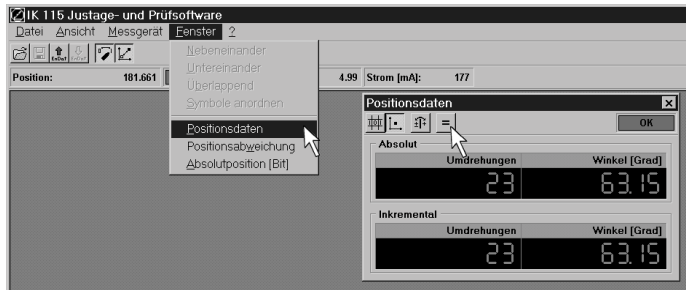 IK 115 Justage- und Prüfsoftware
Datei Ansicht Messgerät Fenster ?
EnDat EnDat
Position: 181.661 4.99 Strom [mA]: 177
Nebeneinander
Untereinander
Überlappend
Symbole anordnen
Positionsdaten
Positionsabweichung
Absolutposition [Bit]
Positionsdaten
OK
Absolut
Umdrehungen Winkel [Grad]
23 63.15
Inkremental
Umdrehungen Winkel [Grad]
23 63.15